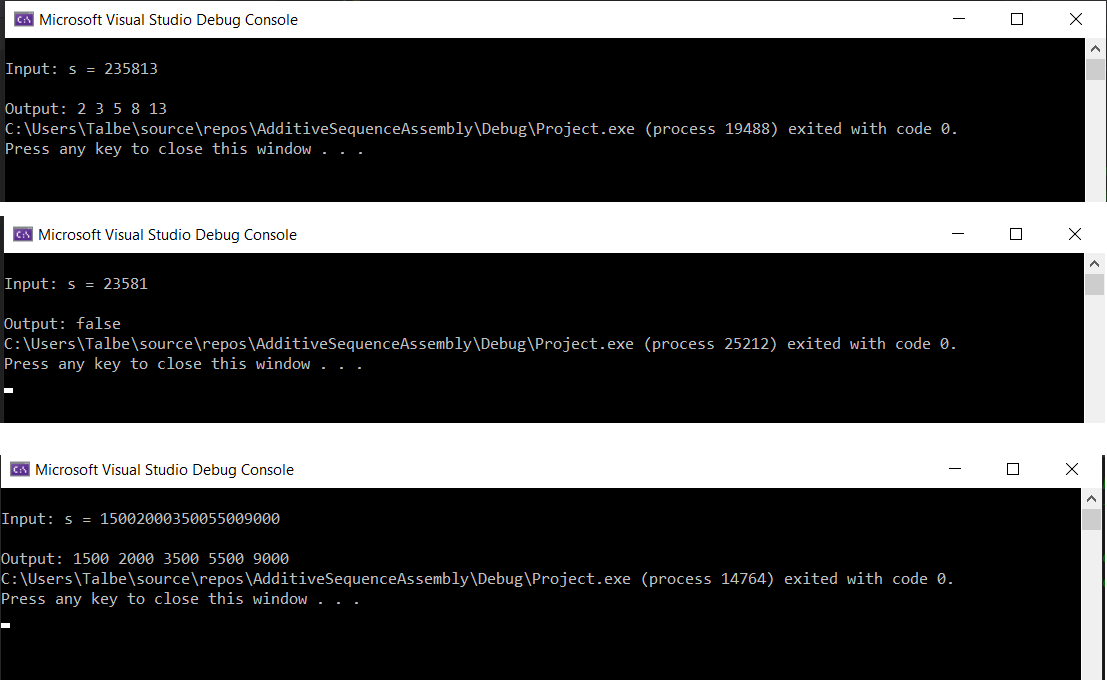 Microsoft Visual Studio Debug Console
Input: s = 235813
Output: 2 3 5 8 13
C:\Users\Talbe\source\repos\AdditiveSequenceAssembly\Debug\Project.exe (process 19488) exited with code 0.
Press any key to close this window . . .
Microsoft Visual Studio Debug Console
Input: s = 23581
Output: false
C:\Users\Talbe\source\repos\AdditiveSequenceAssembly\Debug\Project.exe (process 25212) exited with code 0.
Press any key to close this window . . .
Microsoft Visual Studio Debug Console
Input: s = 15002000350055009000
Output: 1500 2000 3500 5500 9000
C:\Users\Talbe\source\repos\AdditiveSequenceAssembly\Debug\Project.exe (process 14764) exited with code 0.
Press any key to close this window . . .